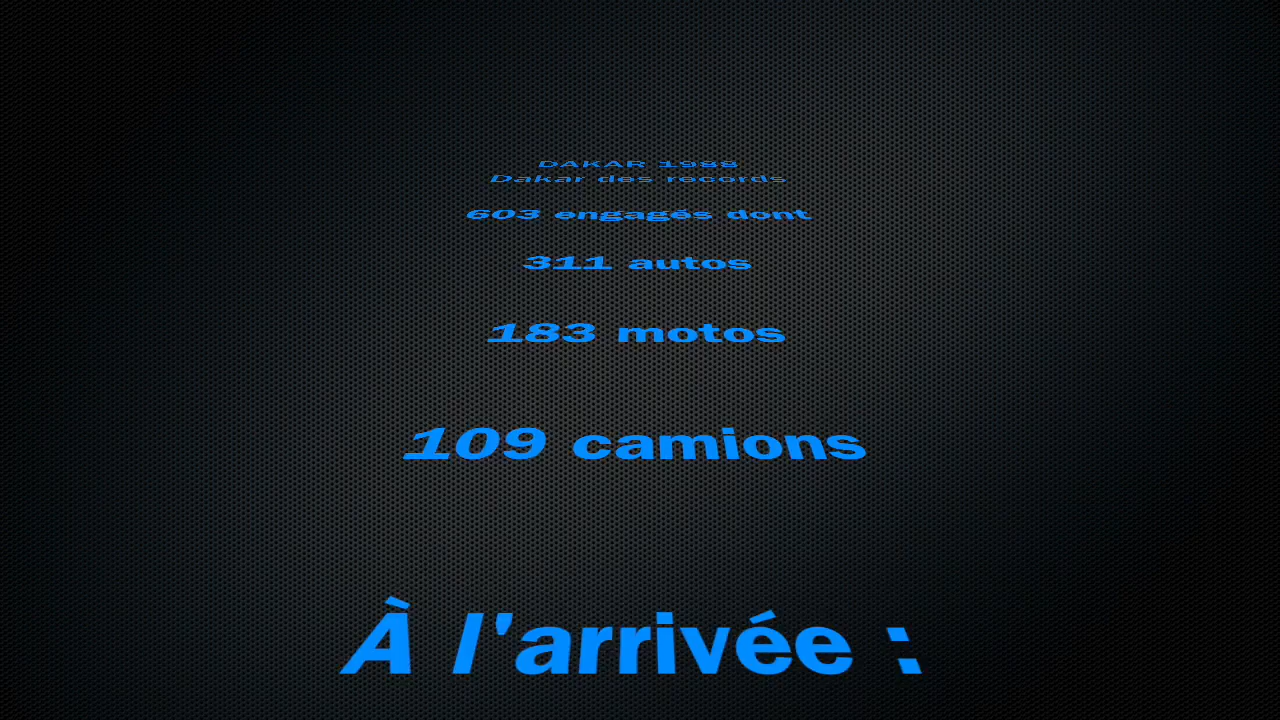 DAKAR 1988
Dakar des records
603 engagés dont
311 autos
183 motos
109 camions
À l'arrivée :